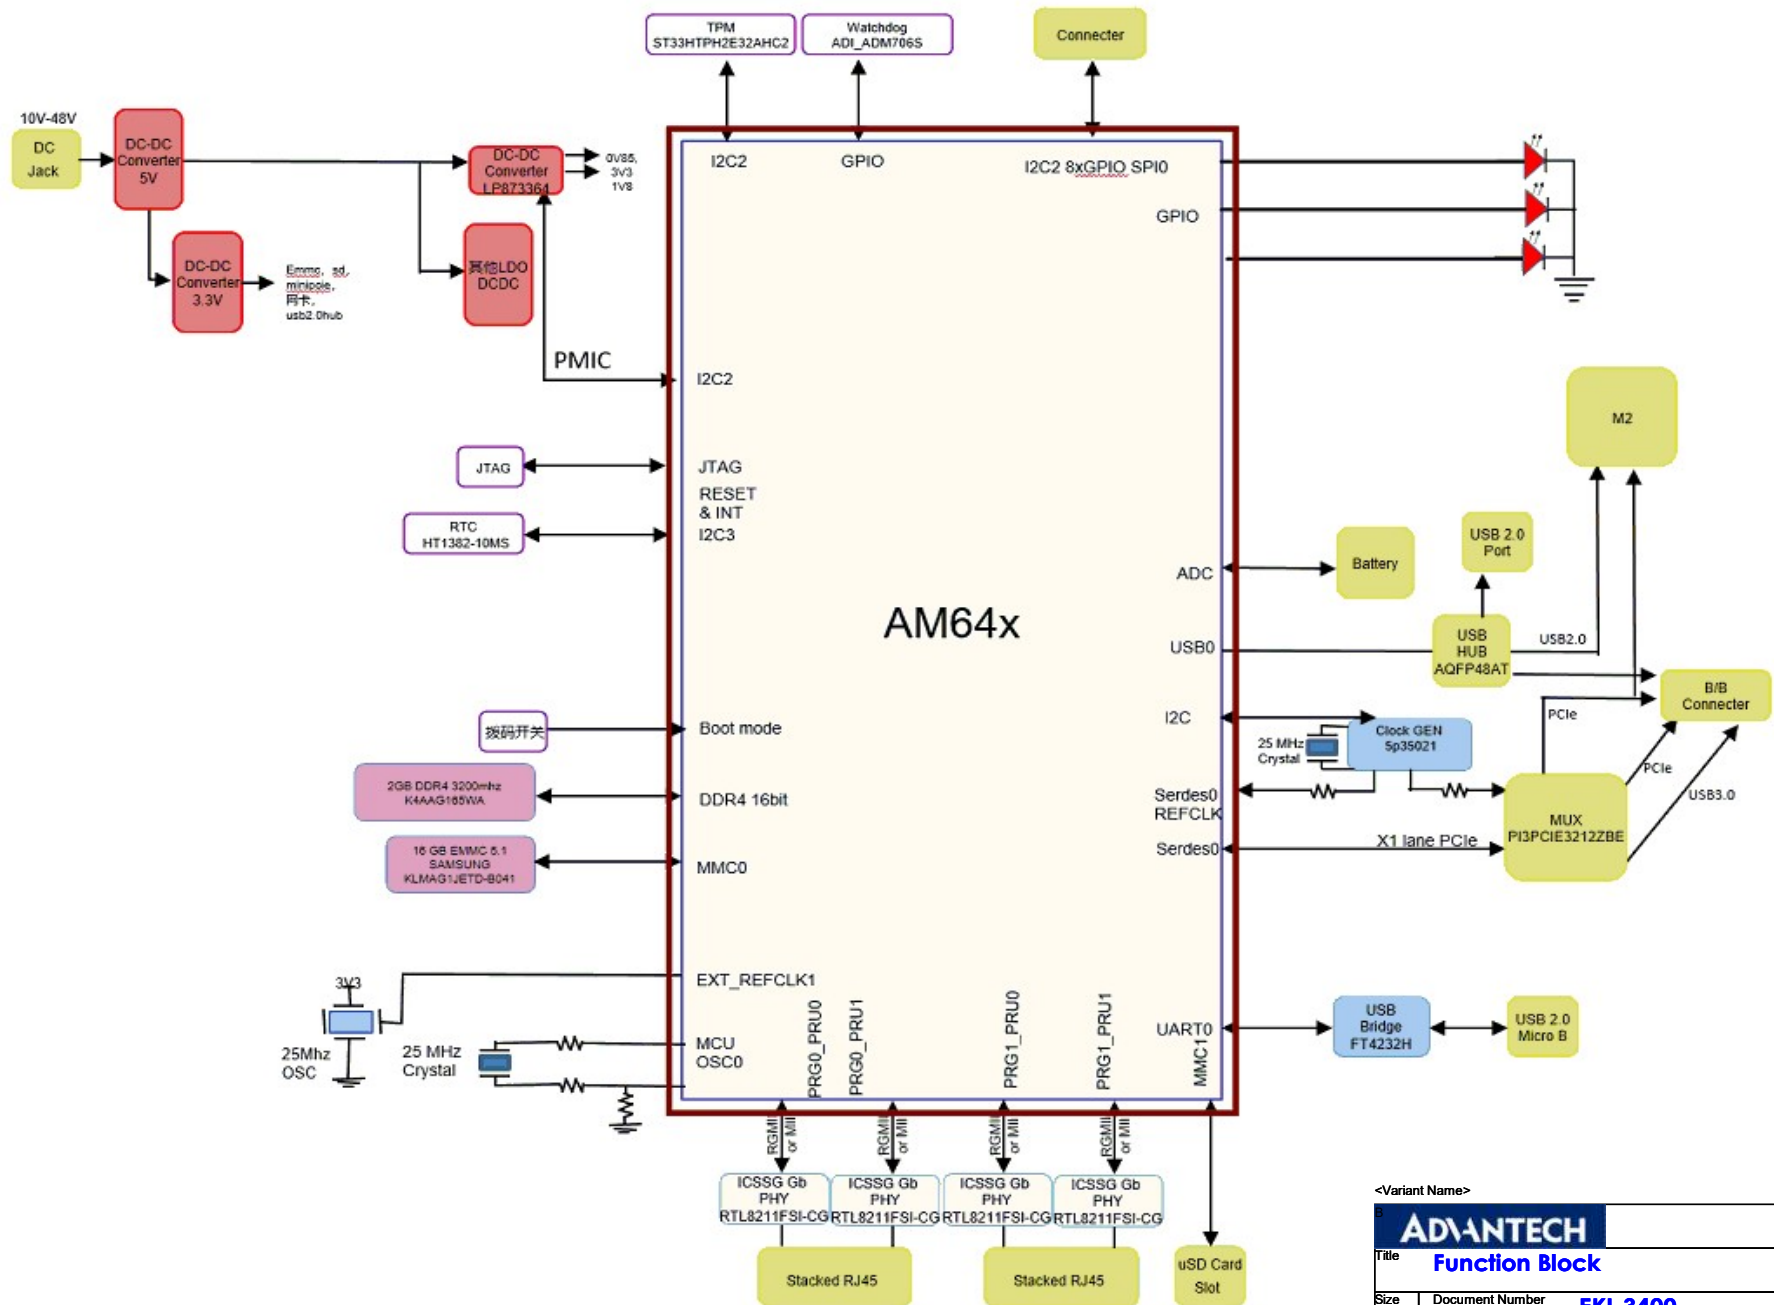 TPM
ST33HTPH2E32AHC2
Watchdog
ADI_ADM706S
Connecter
10V-48V
DC
Jack
DC-DC
Converter
5V
DC-DC
Converter
LP873364
0V85,
3V3
1V8
DC-DC
Converter
3.3V
Emmc, sd,
minipcie,
网卡,
usb2.0hub
其他LDO
DCDC
PMIC
I2C2
GPIO
I2C2 8xGPIO SPI0
GPIO
I2C2
JTAG
JTAG
RESET
& INT
I2C3
RTC
HT1382-10MS
AM64x
M2
ADC
Battery
USB 2.0
Port
USB0
USB
HUB
AQFP48AT
USB2.0
B/B
Connecter
I2C
Clock GEN
5p35021
25 MHz
Crystal
PCIe
PCIe
USB3.0
拨码开关
Boot mode
2GB DDR4 3200mhz
K4AAG165WA
DDR4 16bit
Serdes0
REFCLK
MUX
PI3PCIE3212ZBE
X1 lane PCIe
Serdes0
16 GB EMMC 5.1
SAMSUNG
KLMAG1JETD-B041
MMC0
3V3
EXT_REFCLK1
25Mhz
OSC
25 MHz
Crystal
MCU
OSC0
PRG0_PRU0
PRG0_PRU1
PRG1_PRU0
PRG1_PRU1
UART0
MMC1
USB
Bridge
FT4232H
USB 2.0
Micro B
RGMII
or MII
RGMII
or MII
RGMII
or MII
RGMII
or MII
ICSSG Gb
PHY
RTL8211FSI-CG
ICSSG Gb
PHY
RTL8211FSI-CG
ICSSG Gb
PHY
RTL8211FSI-CG
ICSSG Gb
PHY
RTL8211FSI-CG
Stacked RJ45
Stacked RJ45
uSD Card
Slot
<Variant Name>
B
ADVANTECH
Title
Function Block
Size
Document Number